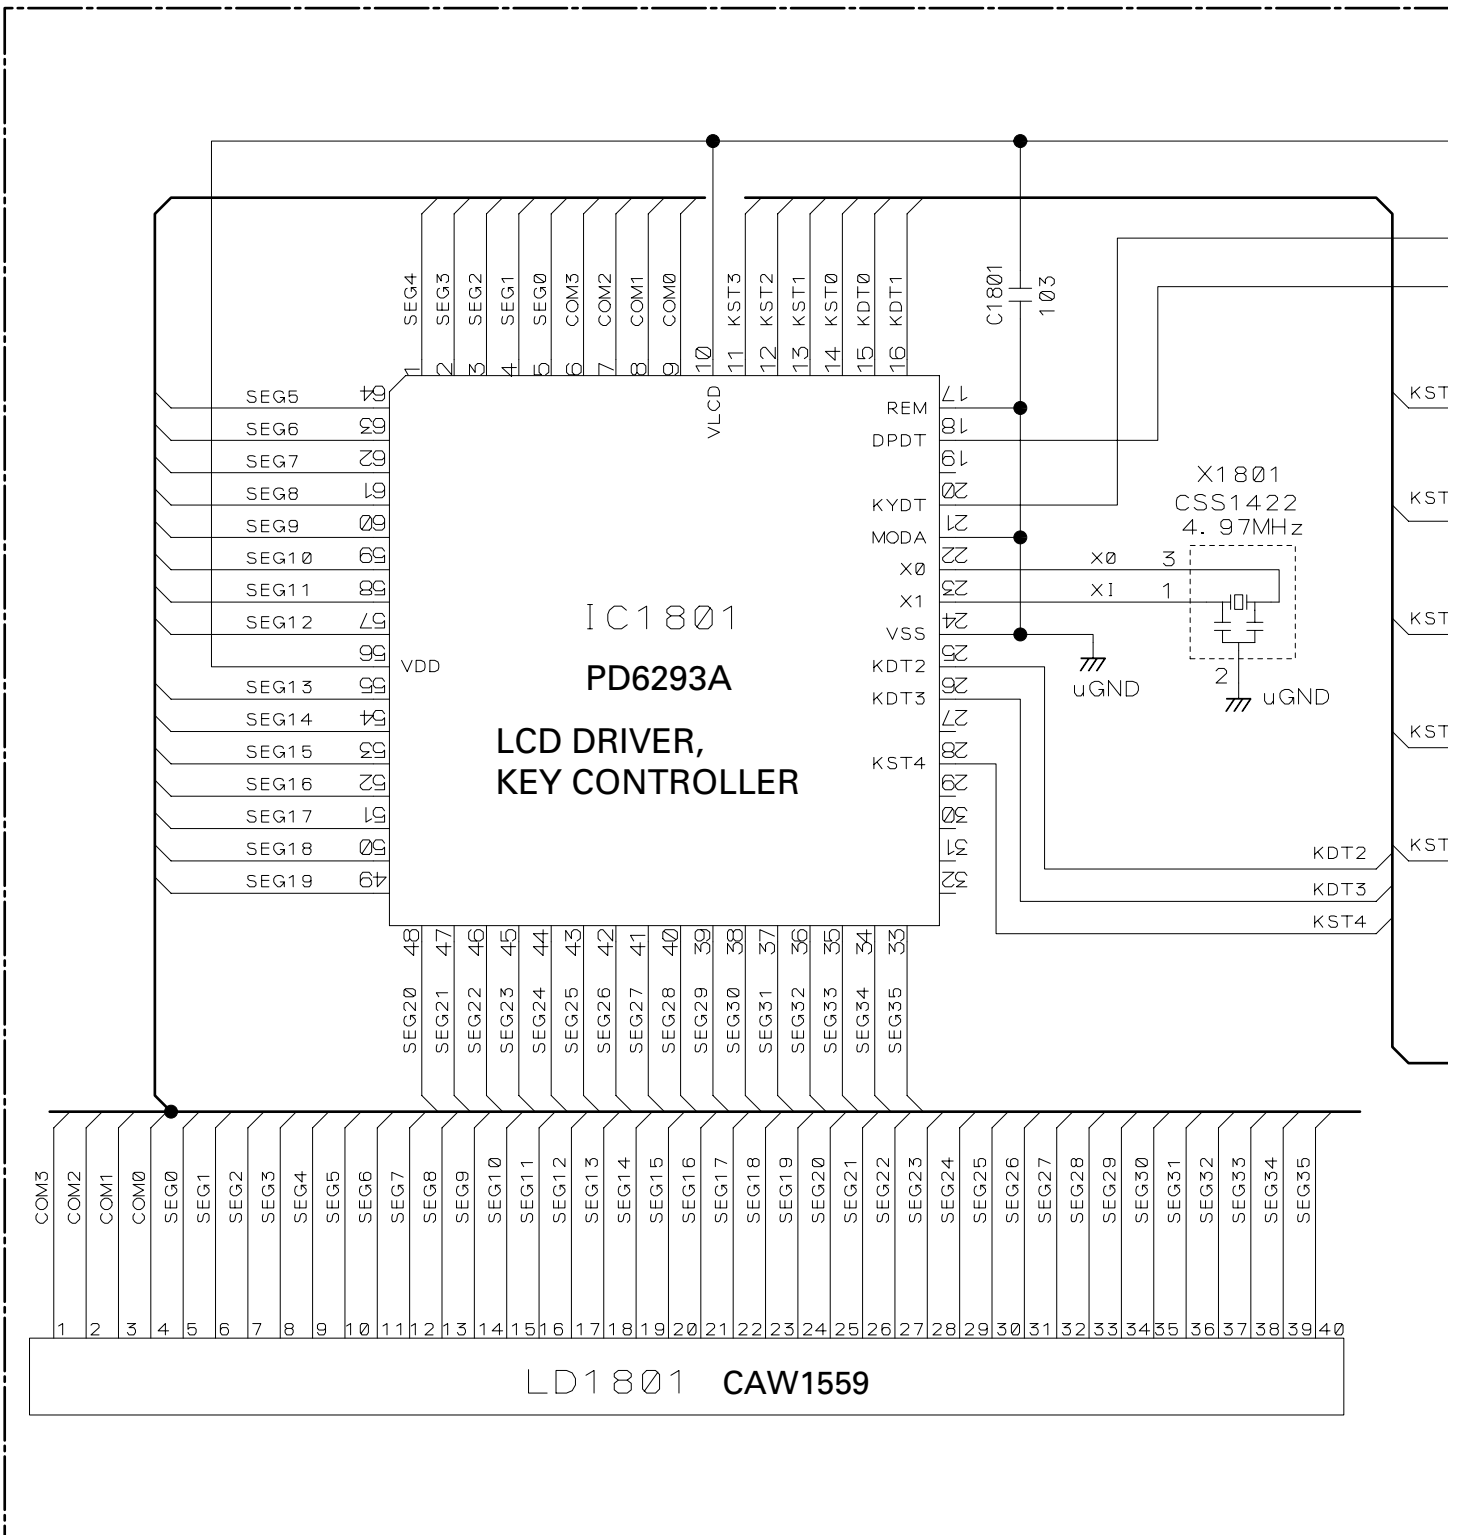 SEG4
SEG3
SEG2
SEG1
SEG0
COM3
COM2
COM1
COM0
KST3
KST2
KST1
KST0
KDT0
KDT1
C1801
103
1
2
3
4
5
6
7
8
9
10
11
12
13
14
15
16
VLCD
SEG5 64
SEG6 63
SEG7 62
SEG8 61
SEG9 60
SEG10 59
SEG11 58
SEG12 57
56 VDD
SEG13 55
SEG14 54
SEG15 53
SEG16 52
SEG17 51
SEG18 50
SEG19 49
IC1801
PD6293A
LCD DRIVER,
KEY CONTROLLER
REM 17
DPDT 18
19
KYDT 20
MODA 21
X0 22
X1 23
VSS 24
KDT2 25
KDT3 26
27
KST4 28
29
30
31
32
X1801
CSS1422
4.97MHz
X0 3
XI 1
2
uGND
uGND
KST
KST
KST
KST
KST
KDT2
KDT3
KST4
48
47
46
45
44
43
42
41
40
39
38
37
36
35
34
33
SEG20
SEG21
SEG22
SEG23
SEG24
SEG25
SEG26
SEG27
SEG28
SEG29
SEG30
SEG31
SEG32
SEG33
SEG34
SEG35
COM3
COM2
COM1
COM0
SEG0
SEG1
SEG2
SEG3
SEG4
SEG5
SEG6
SEG7
SEG8
SEG9
SEG10
SEG11
SEG12
SEG13
SEG14
SEG15
SEG16
SEG17
SEG18
SEG19
SEG20
SEG21
SEG22
SEG23
SEG24
SEG25
SEG26
SEG27
SEG28
SEG29
SEG30
SEG31
SEG32
SEG33
SEG34
SEG35
1 2 3 4 5 6 7 8 9 10 11 12 13 14 15 16 17 18 19 20 21 22 23 24 25 26 27 28 29 30 31 32 33 34 35 36 37 38 39 40
LD1801 CAW1559